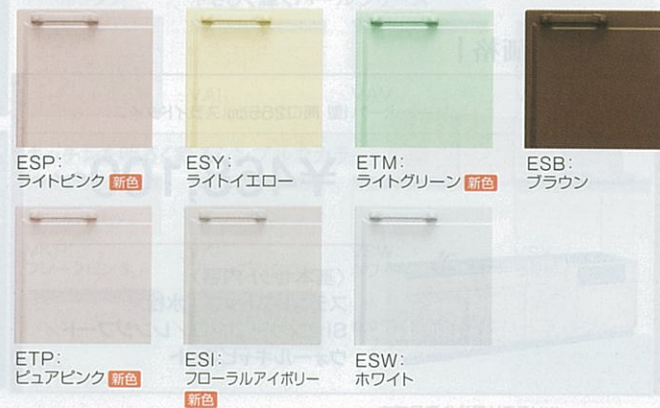 ESP:
ライトピンク 新色
ESY:
ライトイエロー
ETM:
ライトグリーン 新色
ESB:
ブラウン
ETP:
ピュアピンク 新色
ESI:
フローラルアイボリー
新色
ESW:
ホワイト